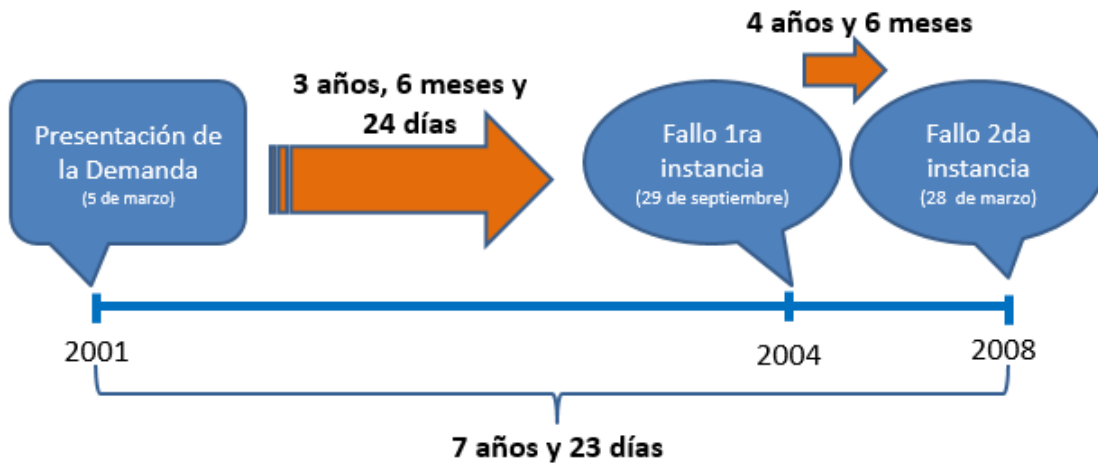 4 años y 6 meses
3 años, 6 meses y
24 días
Presentación de
la Demanda
(5 de marzo)
Fallo 1ra
instancia
(29 de septiembre)
Fallo 2da
instancia
(28 de marzo)
2001
2004
2008
7 años y 23 días